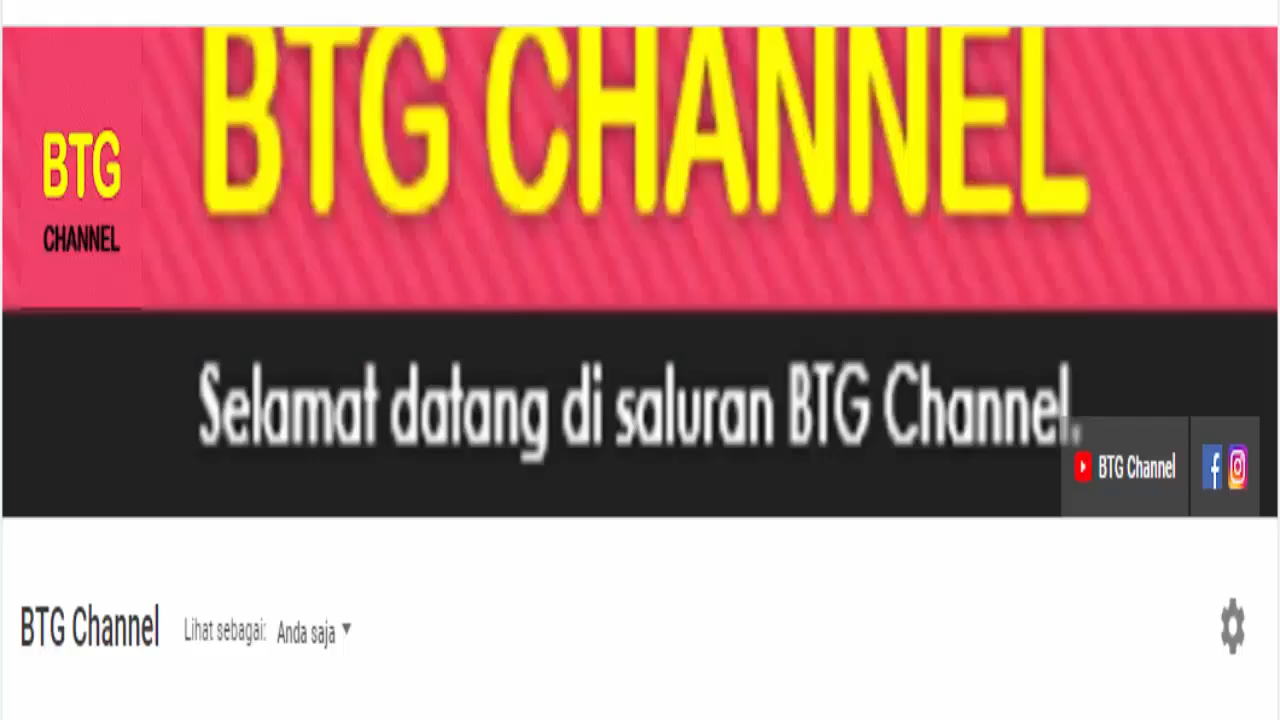 BTG CHANNEL
BTG
CHANNEL
Selamat datang di saluran BTG Channel.
BTG Channel
BTG Channel Lihat sebagai: Anda saja